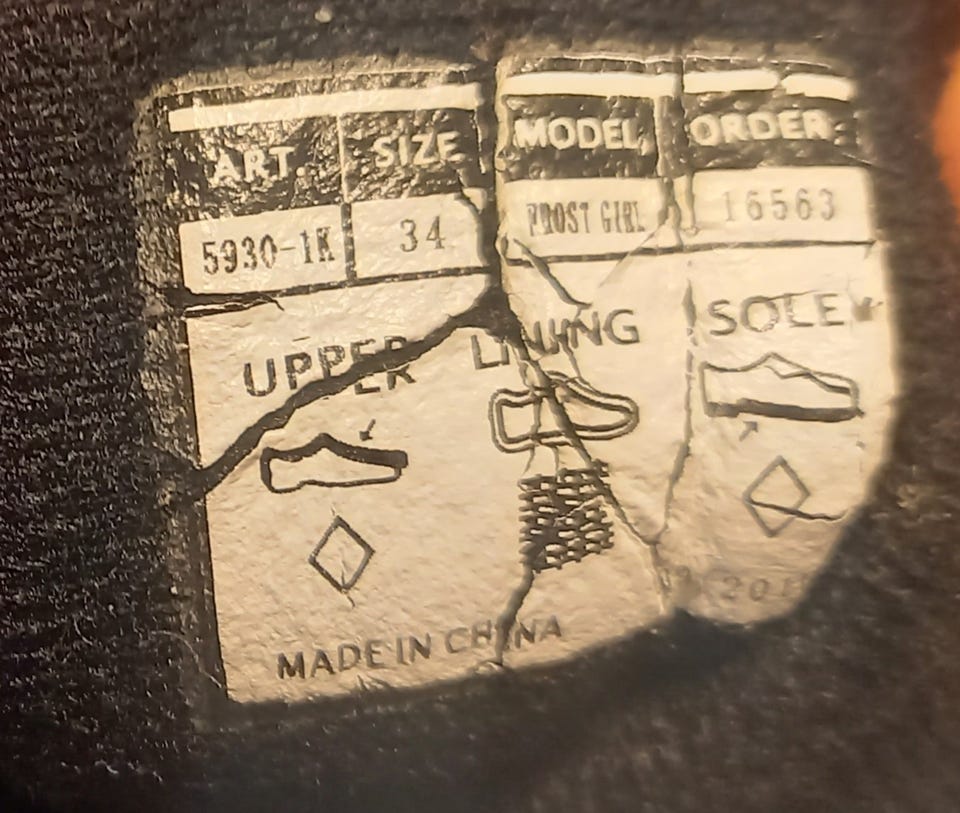 ART. SIZE MODEL ORDER
5930-1K 34 FROST GIRL 16563
UPPER LINING SOLE
MADE IN CHINA